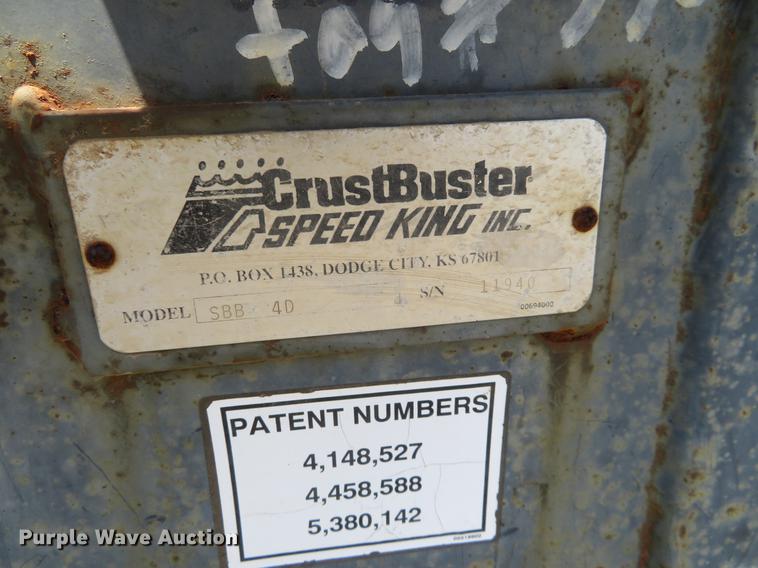 CrustBuster
SPEED KING INC.
P.O. BOX 1438, DODGE CITY, KS 67801
MODEL SBB 4D S/N 11940
00694000
PATENT NUMBERS
4,148,527
4,458,588
5,380,142
Purple Wave Auction